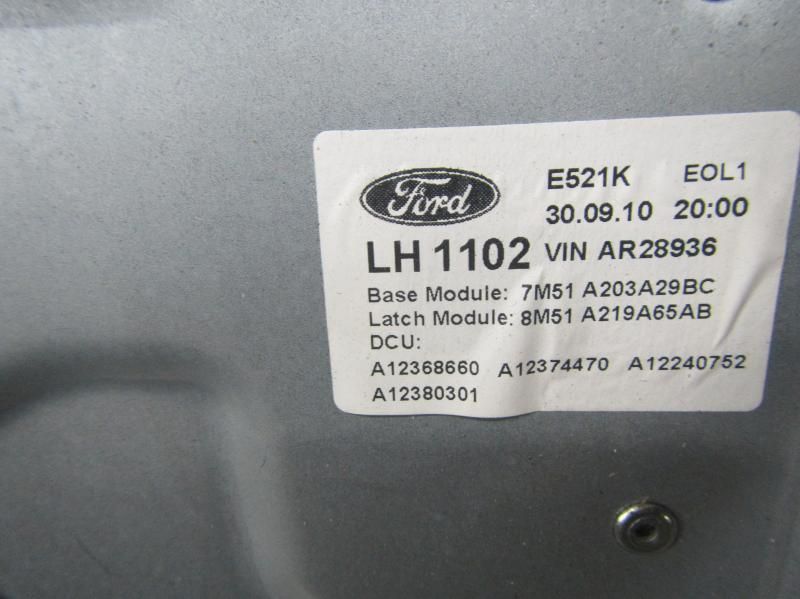 Ford
E521K EOL1
30.09.10 20:00
LH 1102 VIN AR28936
Base Module: 7M51 A203A29BC
Latch Module: 8M51 A219A65AB
DCU:
A12368660 A12374470 A12240752
A12380301